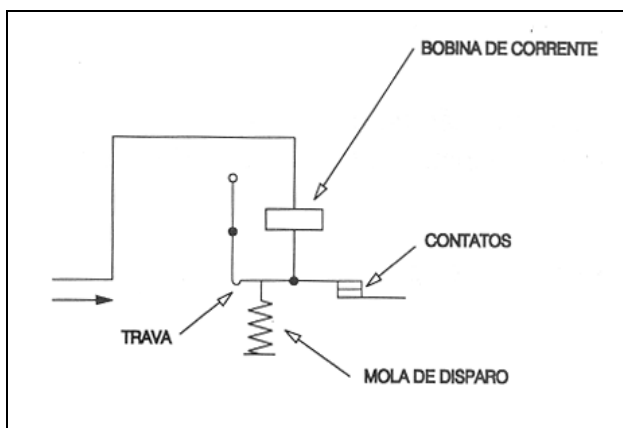 BOBINA DE CORRENTE
CONTATOS
TRAVA
MOLA DE DISPARO